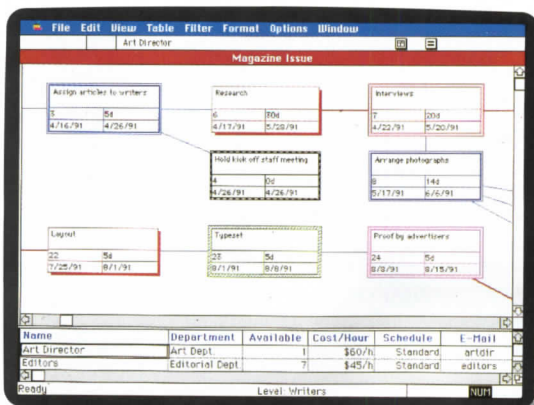 File Edit View Table Filter Format Options Window
Art Director
Magazine Issue
Assign articles to writers
3 5d
4/16/91 4/26/91
Research
6 30d
4/17/91 5/28/91
Interviews
7 20d
4/22/91 5/20/91
Hold kick off staff meeting
4 0d
4/26/91 4/26/91
Arrange photographs
8 14d
5/17/91 6/6/91
Layout
22 5d
7/25/91 8/1/91
Typeset
23 5d
8/1/91 8/8/91
Proof by advertizers
24 5d
8/8/91 8/15/91
Name Department Available Cost/Hour Schedule E-Mail
Art Director Art Dept. 1 $60/h Standard artdir
Editors Editorial Dept 7 $45/h Standard editors
Ready Level: Writers NUM